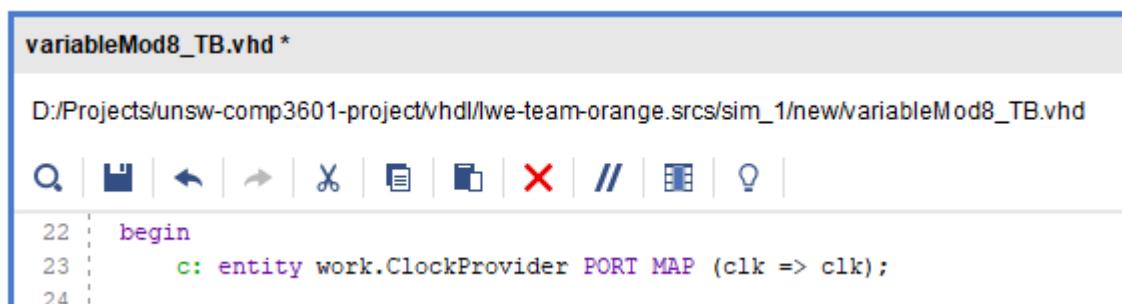 variableMod8_TB.vhd *
D:/Projects/unsw-comp3601-project/vhdl/lwe-team-orange.srcs/sim_1/new/variableMod8_TB.vhd
22 begin
23 c: entity work.ClockProvider PORT MAP (clk => clk);
24